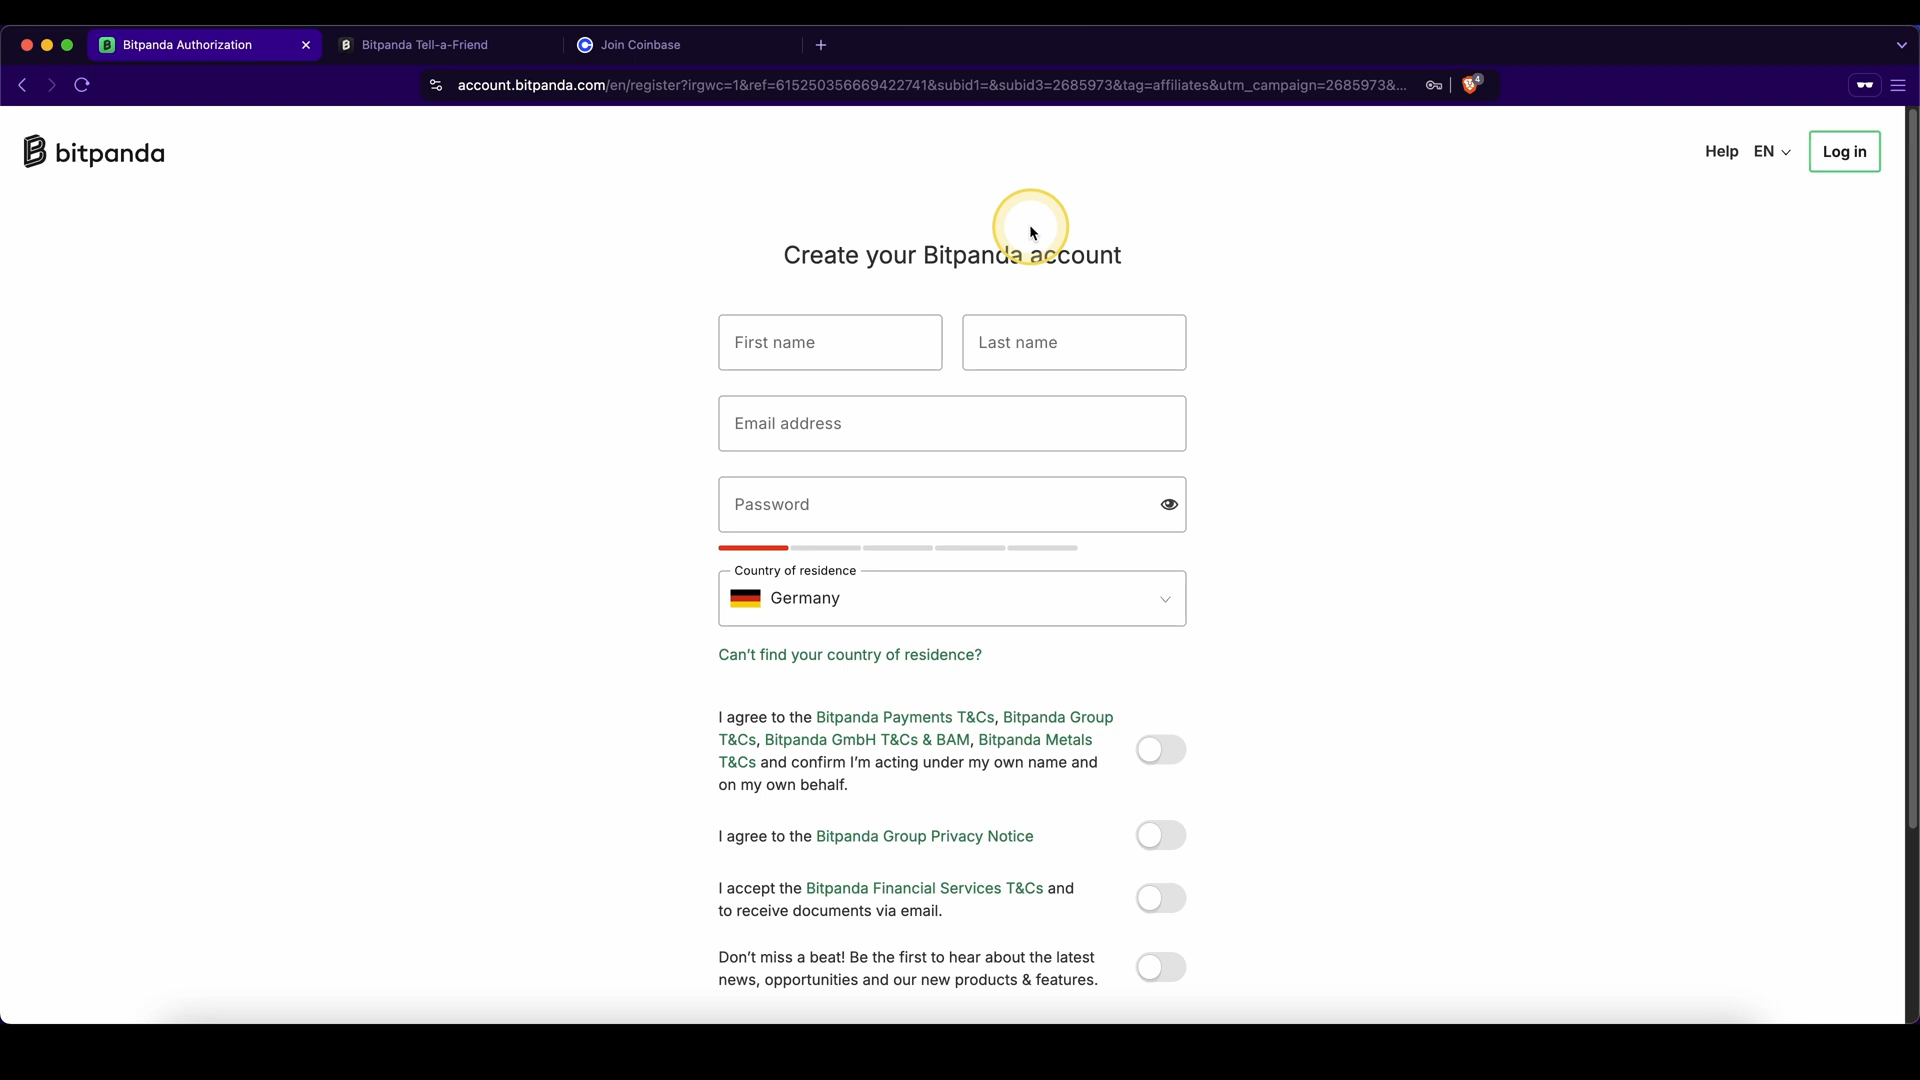 Bitpanda Authorization
Bitpanda Tell-a-Friend
Join Coinbase
account.bitpanda.com/en/register?irgwc=1&ref=615250356669422741&subid1=&subid3=2685973&tag=affiliates&utm_campaign=2685973&...
4
bitpanda
Help
EN
Log in
Create your Bitpanda account
First name
Last name
Email address
Password
Country of residence
Germany
Can't find your country of residence?
I agree to the Bitpanda Payments T&Cs, Bitpanda Group
T&Cs, Bitpanda GmbH T&Cs & BAM, Bitpanda Metals
T&Cs and confirm I'm acting under my own name and
on my own behalf.
I agree to the Bitpanda Group Privacy Notice
I accept the Bitpanda Financial Services T&Cs and
to receive documents via email.
Don't miss a beat! Be the first to hear about the latest
news, opportunities and our new products & features.